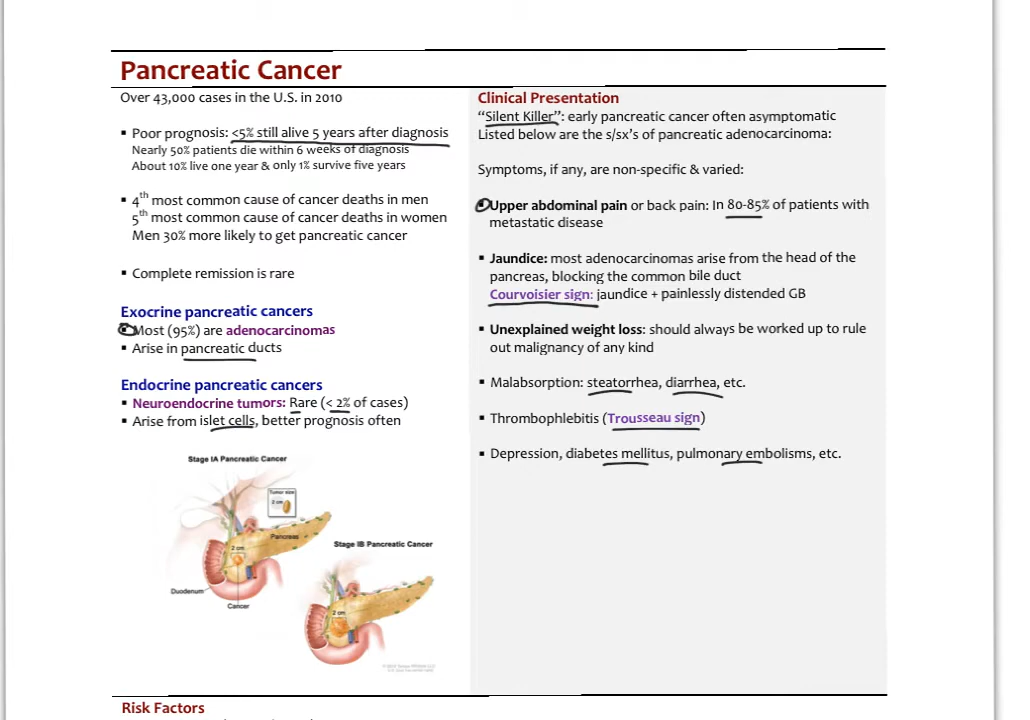 Pancreatic Cancer
Over 43,000 cases in the U.S. in 2010
▪ Poor prognosis: <5% still alive 5 years after diagnosis
Nearly 50% patients die within 6 weeks of diagnosis
About 10% live one year & only 1% survive five years
▪ 4th most common cause of cancer deaths in men
5th most common cause of cancer deaths in women
Men 30% more likely to get pancreatic cancer
▪ Complete remission is rare
Exocrine pancreatic cancers
▪ Most (95%) are adenocarcinomas
▪ Arise in pancreatic ducts
Endocrine pancreatic cancers
▪ Neuroendocrine tumors: Rare (< 2% of cases)
▪ Arise from islet cells, better prognosis often
Stage IA Pancreatic Cancer
Tumor size
2 cm
Pancreas
2 cm
Duodenum
Cancer
Stage IB Pancreatic Cancer
2 cm
Clinical Presentation
“Silent Killer”: early pancreatic cancer often asymptomatic
Listed below are the s/sx’s of pancreatic adenocarcinoma:
Symptoms, if any, are non-specific & varied:
▪ Upper abdominal pain or back pain: In 80-85% of patients with
metastatic disease
▪ Jaundice: most adenocarcinomas arise from the head of the
pancreas, blocking the common bile duct
Courvoisier sign: jaundice + painlessly distended GB
▪ Unexplained weight loss: should always be worked up to rule
out malignancy of any kind
▪ Malabsorption: steatorrhea, diarrhea, etc.
▪ Thrombophlebitis (Trousseau sign)
▪ Depression, diabetes mellitus, pulmonary embolisms, etc.
Risk Factors